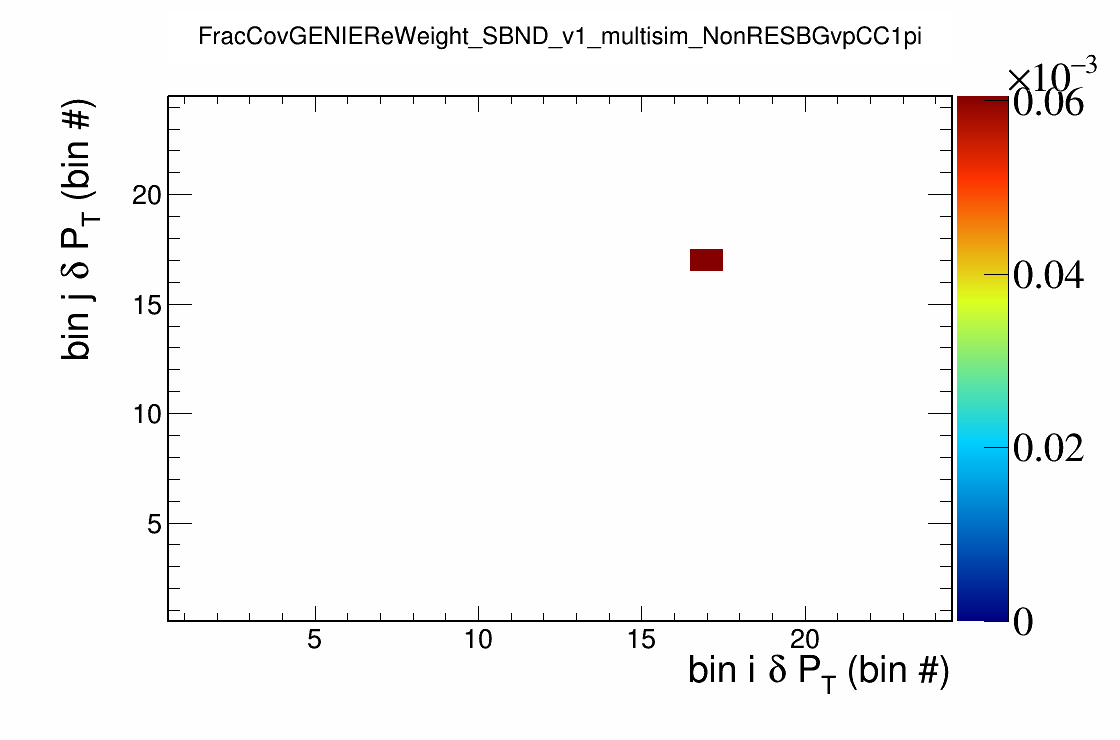 FracCovGENIEReWeight_SBND_v1_multisim_NonRESBGvpCC1pi
×10⁻³
0.06
0.04
0.02
0
bin j δ P_T (bin #)
20
15
10
5
5 10 15 20
bin i δ P_T (bin #)